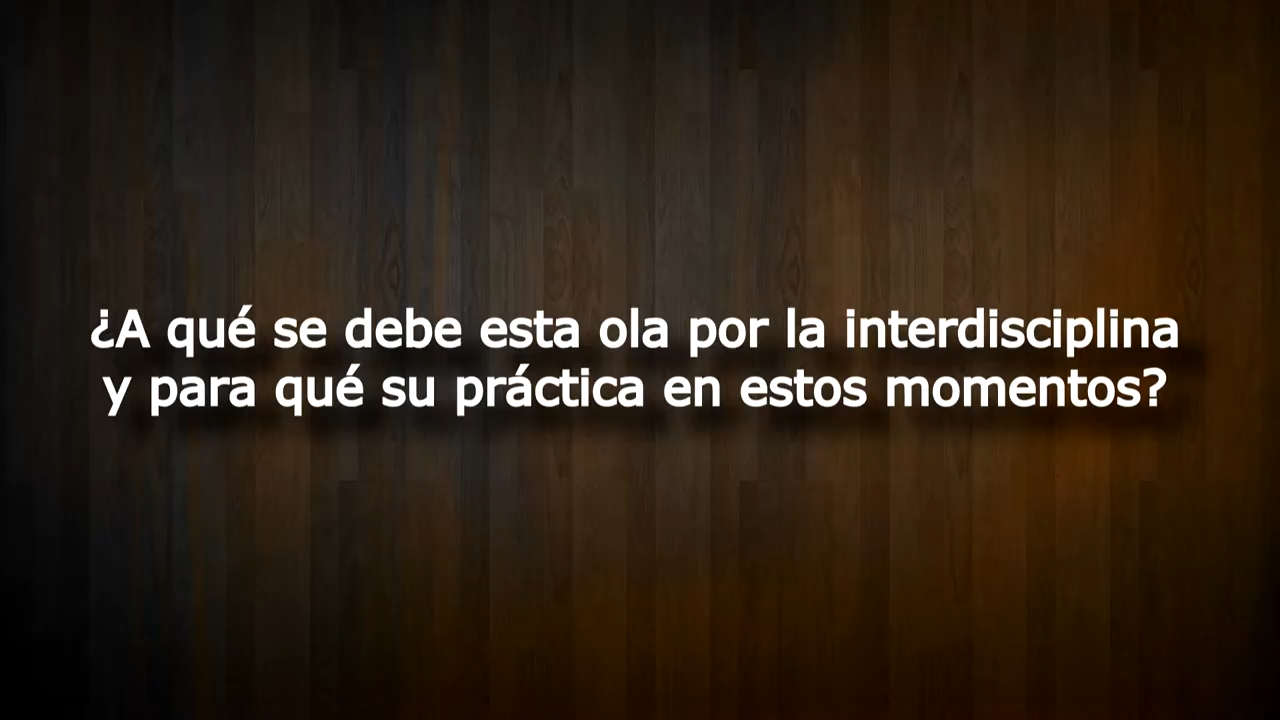 ¿A qué se debe esta ola por la interdisciplina
y para qué su práctica en estos momentos?